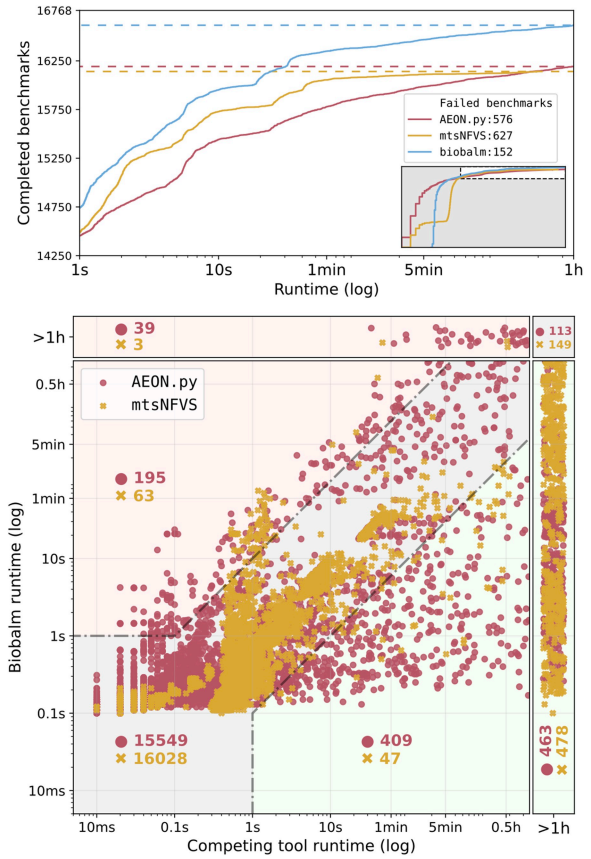 16768
16250
15750
15250
14750
14250
Completed benchmarks
Failed benchmarks
AEON.py:576
mtsNFVS:627
biobalm:152
1s
10s
1min
5min
1h
Runtime (log)
>1h
39
3
113
149
0.5h
5min
1min
10s
1s
0.1s
10ms
Biobalm runtime (log)
AEON.py
mtsNFVS
195
63
15549
16028
409
47
463
478
10ms
0.1s
1s
10s
1min
5min
0.5h
>1h
Competing tool runtime (log)